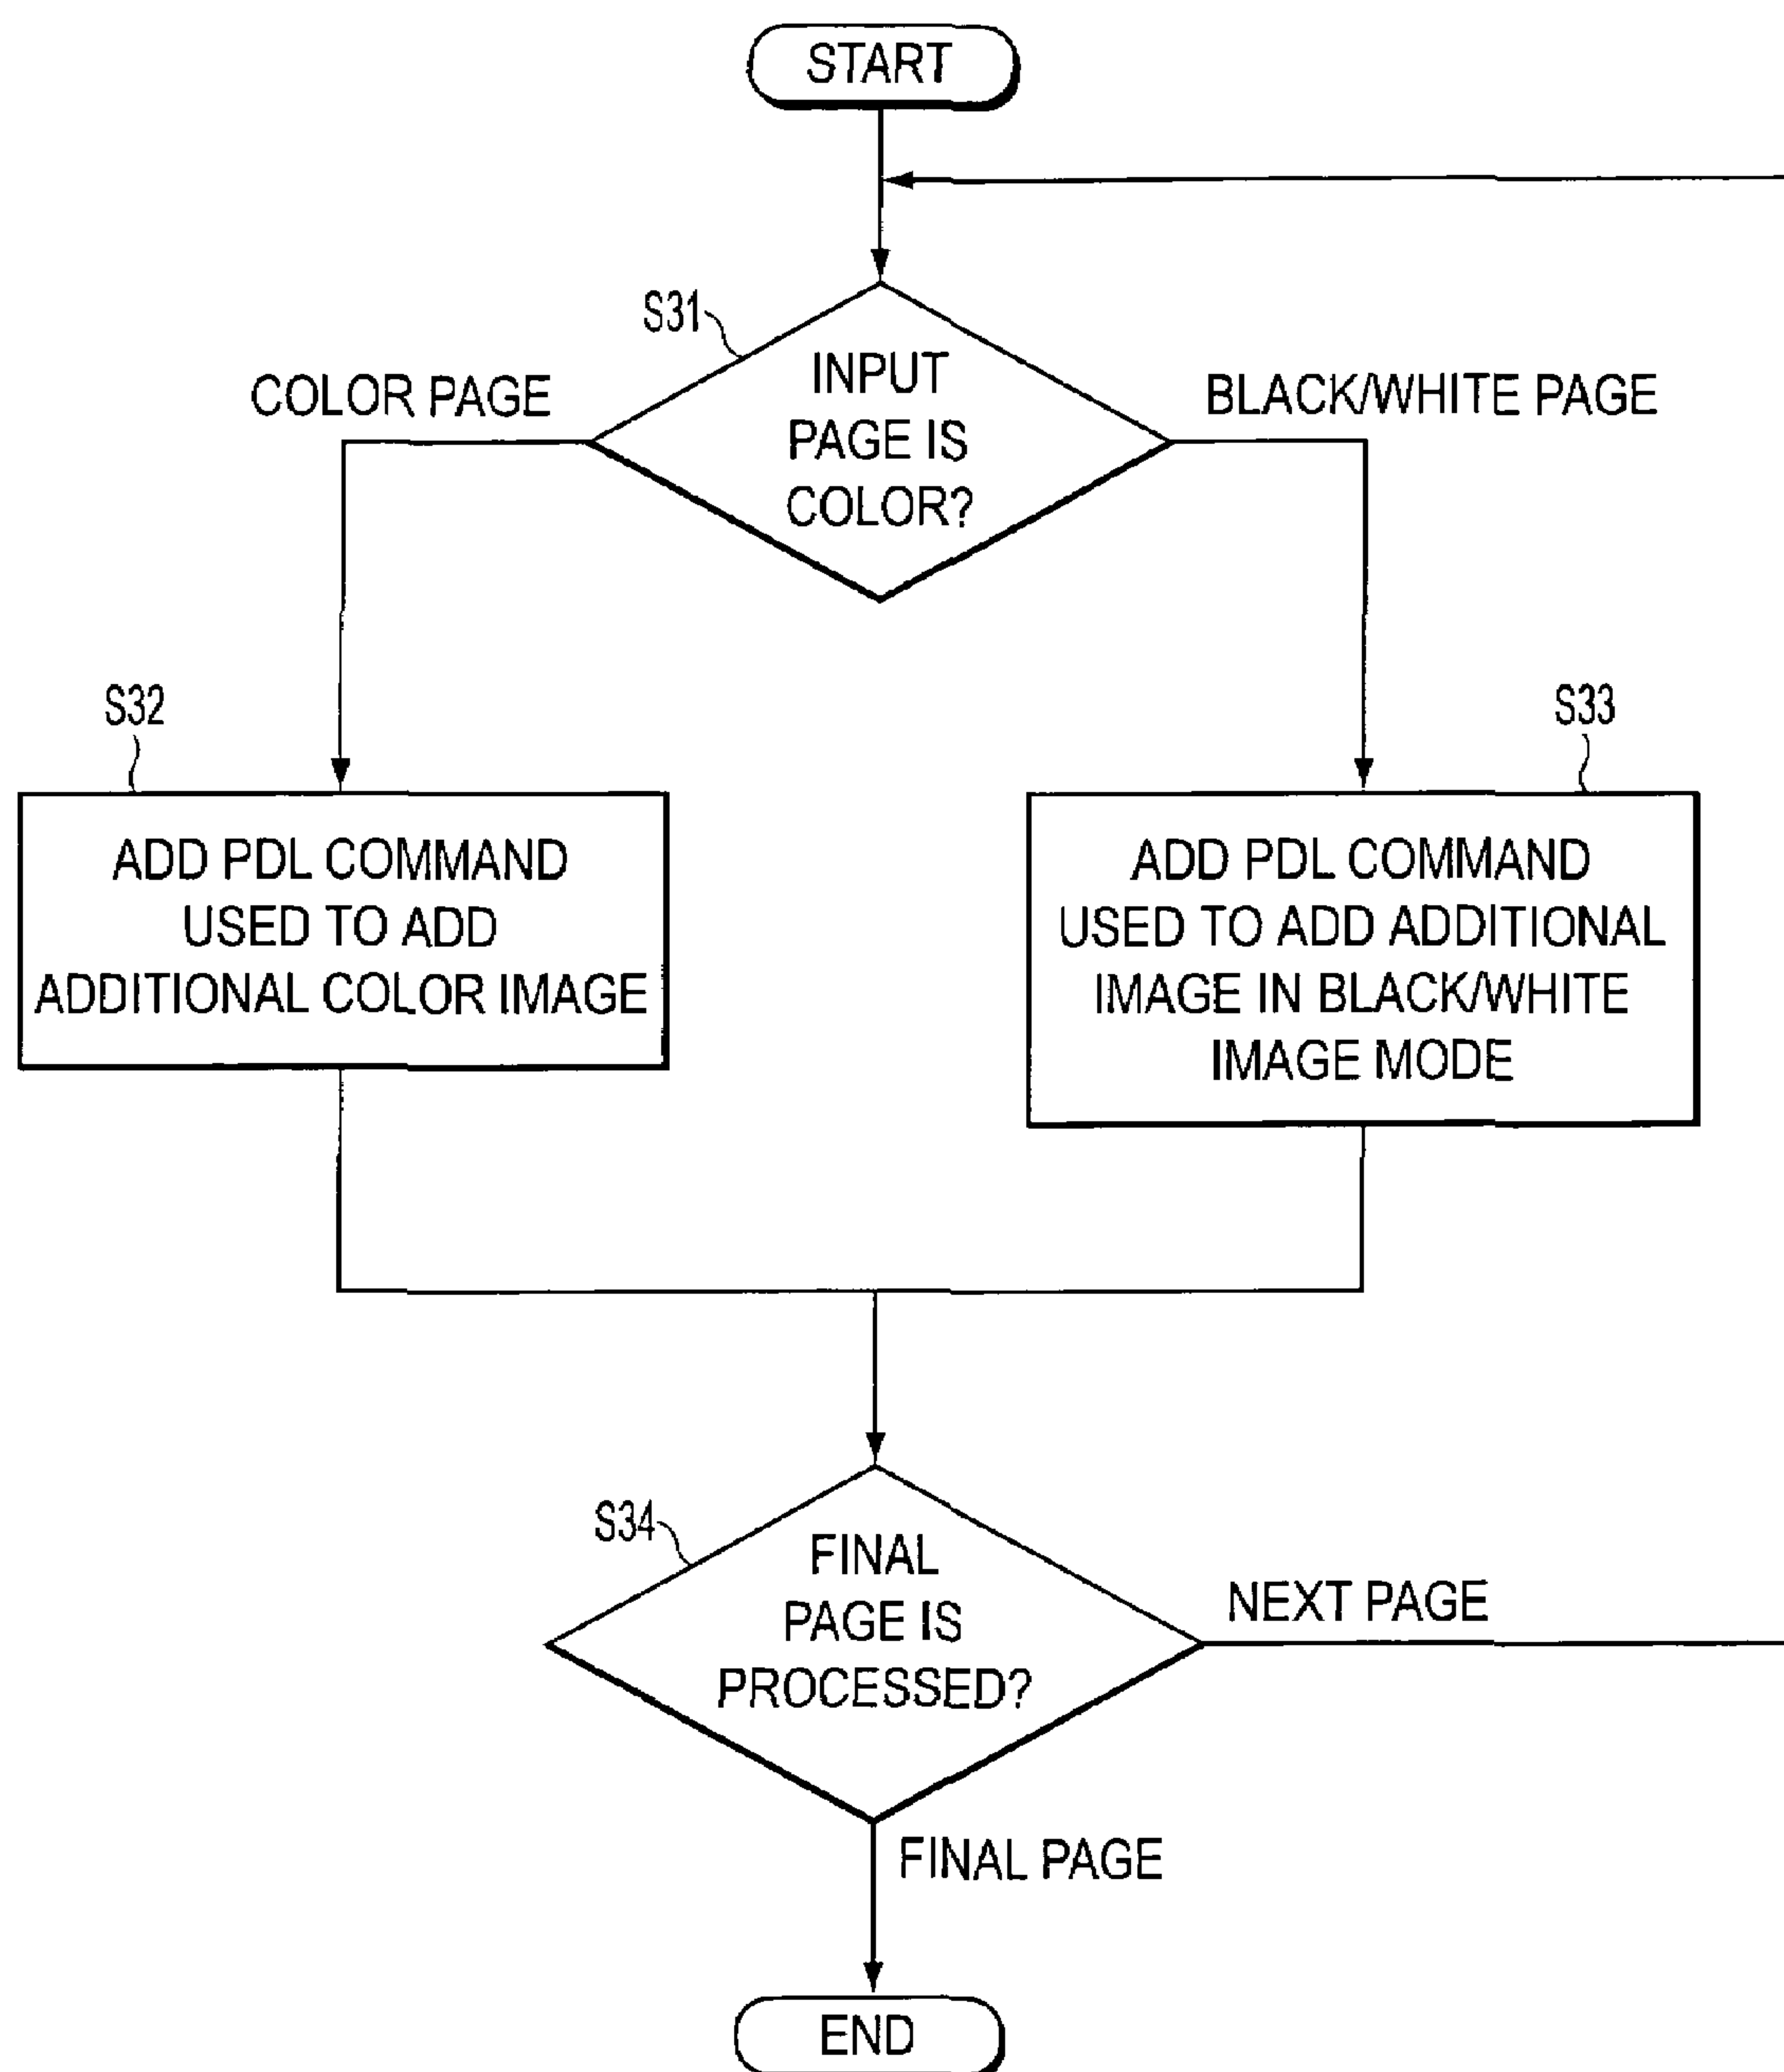 START
S31
INPUT
PAGE IS
COLOR?
COLOR PAGE
BLACK/WHITE PAGE
S32
ADD PDL COMMAND
USED TO ADD
ADDITIONAL COLOR IMAGE
S33
ADD PDL COMMAND
USED TO ADD ADDITIONAL
IMAGE IN BLACK/WHITE
IMAGE MODE
S34
FINAL
PAGE IS
PROCESSED?
NEXT PAGE
FINAL PAGE
END